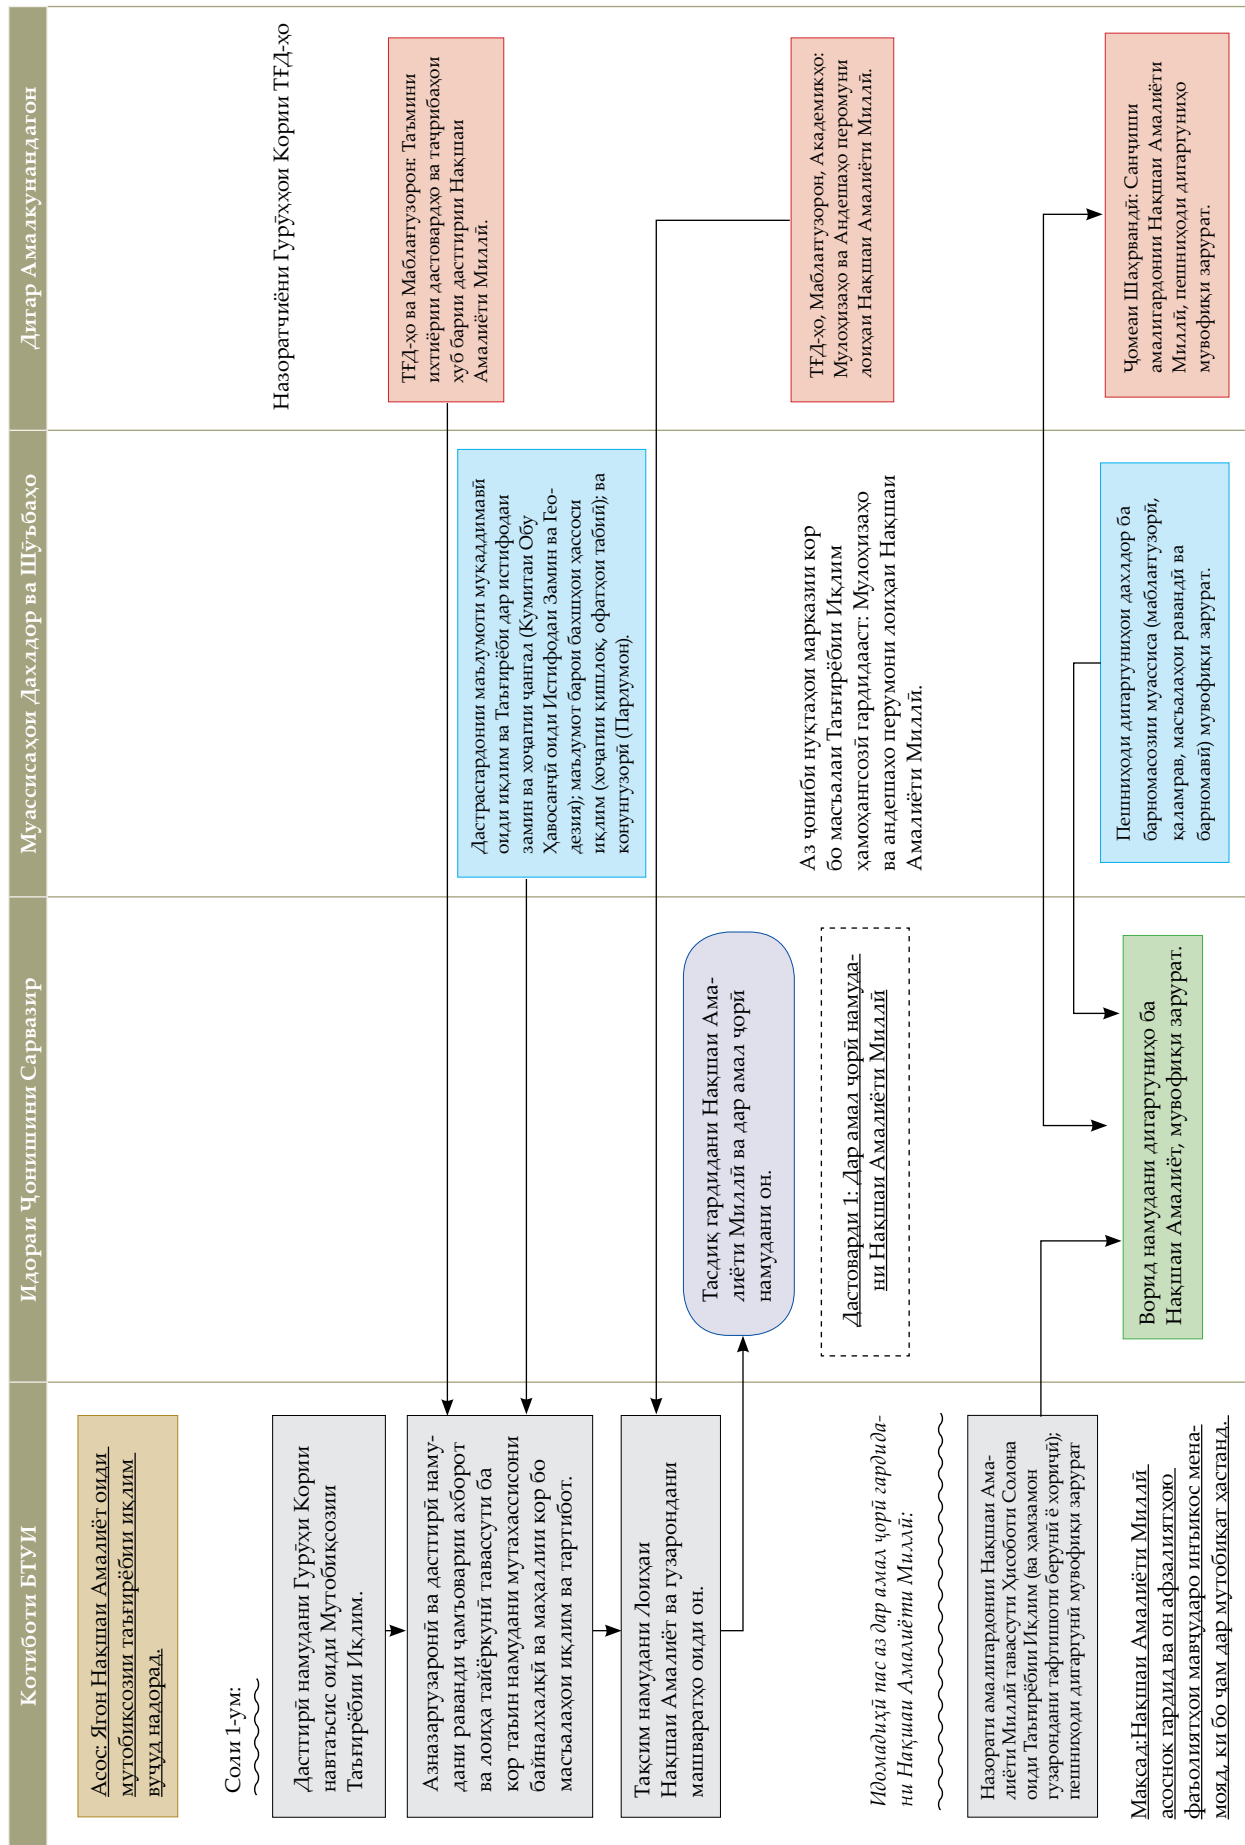 Котиботи БТУИ
Идораи Ҷонишини Сарвазир
Муассисаҳои Дахлдор ва Шӯъбаҳо
Дигар Амалкунандагон
Асос: Ягон Нақшаи Амалиёт оиди
мутобиқсозии таъғирёбии иқлим
вуҷуд надорад.
Соли 1-ум:
Назоратчиёни Гурӯҳҳои Кории ТҒД-ҳо
Дастгирӣ намудани Гурӯҳи Кории
навтаъсис оиди Мутобиқсозии
Таъғирёбии Иқлим.
ТҒД-ҳо ва Маблағгузорон: Таъмини
ихтиёрии дастовардҳо ва таҷрибаҳои
хуб барии дастгирии Нақшаи
Амалиёти Миллӣ.
Азназаргузаронӣ ва дастгирӣ наму-
дани раванди ҷамъоварии ахборот
ва лоиҳа тайёркунӣ тавассути ба
кор таъин намудани мутахассисони
байналхалқӣ ва маҳаллии кор бо
масъалаҳои иқлим ва тартибот.
Дастрасгардонии маълумоти муқаддимавӣ
оиди иқлим ва Таъғирёби дар истифодаи
замин ва хоҷагии ҷангал (Кумитаи Обу
Ҳавосанҷӣ оиди Истифодаи Замин ва Гео-
дезия); маълумот барои бахшҳои ҳассоси
иқлим (хоҷагии қишлоқ, офатҳои табиӣ); ва
конунгузорӣ (Парлумон).
Тақсим намудани Лоиҳаи
Нақшаи Амалиёт ва гузарондани
машваратҳо оиди он.
Тасдиқ гардидани Нақшаи Ама-
лиёти Миллӣ ва дар амал ҷорӣ
намудани он.
Дастоварди 1: Дар амал ҷорӣ намуда-
ни Нақшаи Амалиёти Миллӣ
Аз ҷониби нуқтаҳои марказии кор
бо масъалаи Таъғирёбии Иқлим
ҳамоҳангсозӣ гардидааст: Мулоҳизаҳо
ва андешаҳо перумони лоиҳаи Нақшаи
Амалиёти Миллӣ.
ТҒД-ҳо, Маблағгузорон, Академикҳо:
Мулоҳизаҳо ва Андешаҳо перомуни
лоиҳаи Нақшаи Амалиёти Миллӣ.
Идомадиҳӣ пас аз дар амал ҷорӣ гардида-
ни Нақшаи Амалиёти Миллӣ:
Назорати амалигардонии Нақшаи Ама-
лиёти Миллӣ тавассути Ҳисоботи Солона
оиди Таъғирёбии Иқлим (ва ҳамзамон
гузарондани тафтишоти берунӣ ё хориҷӣ);
пешниҳоди дигаргунӣ мувофиқи зарурат
Ворид намудани дигаргуниҳо ба
Нақшаи Амалиёт, мувофиқи зарурат.
Пешниҳоди дигаргуниҳои дахлдор ба
барномасозии муассиса (маблағгузорӣ,
қаламрав, масъалаҳои равандӣ ва
барномавӣ) мувофиқи зарурат.
Ҷомеаи Шаҳрвандӣ: Санҷиши
амалигардонии Нақшаи Амалиёти
Миллӣ, пешниҳоди дигаргуниҳо
мувофиқи зарурат.
Мақсад:Нақшаи Амалиёти Миллӣ
асоснок гардид ва он афзалиятҳою
фаъолиятҳои мавҷударо инъикос мена-
мояд, ки бо ҷам дар мутобиқат ҳастанд.